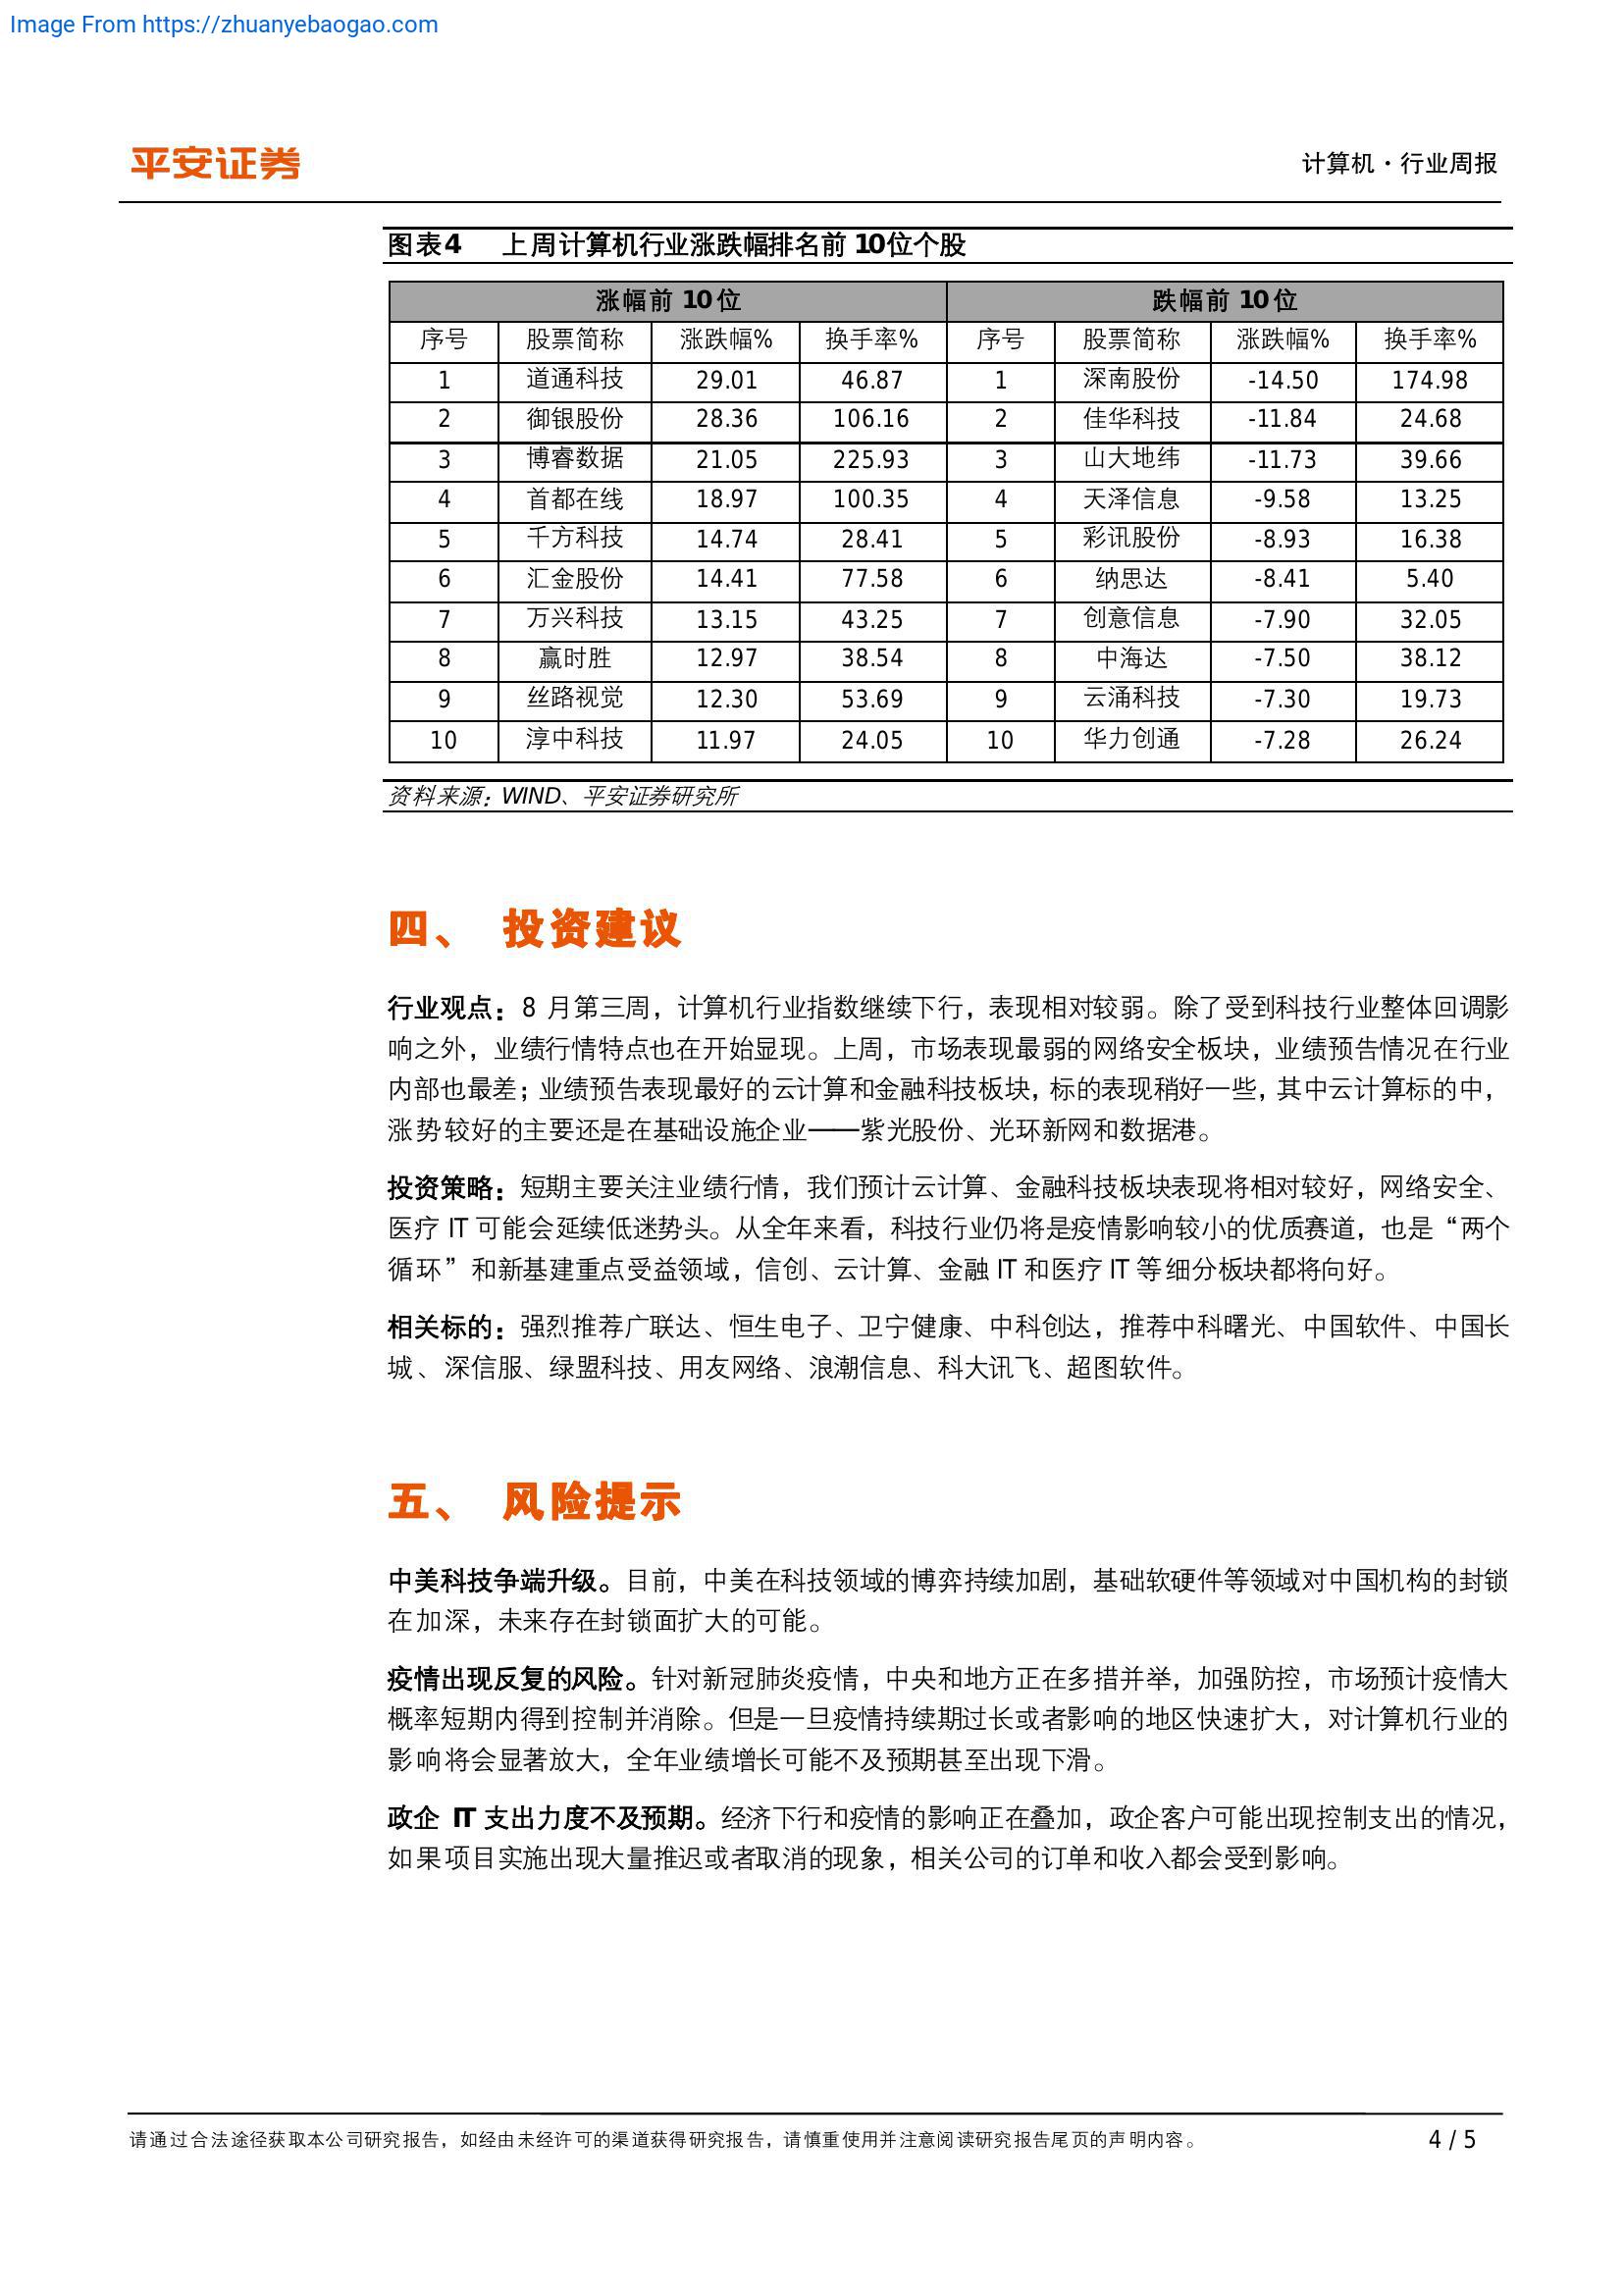 Image From https://zhuanyebaogao.com
平安证券
计算机·行业周报
图表4 上周计算机行业涨跌幅排名前 10位个股
涨幅前 10 位 跌幅前 10 位
序号 股票简称 涨跌幅% 换手率% 序号 股票简称 涨跌幅% 换手率%
1 道通科技 29.01 46.87 1 深南股份 -14.50 174.98
2 御银股份 28.36 106.16 2 佳华科技 -11.84 24.68
3 博睿数据 21.05 225.93 3 山大地纬 -11.73 39.66
4 首都在线 18.97 100.35 4 天泽信息 -9.58 13.25
5 千方科技 14.74 28.41 5 彩讯股份 -8.93 16.38
6 汇金股份 14.41 77.58 6 纳思达 -8.41 5.40
7 万兴科技 13.15 43.25 7 创意信息 -7.90 32.05
8 赢时胜 12.97 38.54 8 中海达 -7.50 38.12
9 丝路视觉 12.30 53.69 9 云涌科技 -7.30 19.73
10 淳中科技 11.97 24.05 10 华力创通 -7.28 26.24
资料来源：WIND、平安证券研究所
四、 投资建议
行业观点：8 月第三周，计算机行业指数继续下行，表现相对较弱。除了受到科技行业整体回调影
响之外，业绩行情特点也在开始显现。上周，市场表现最弱的网络安全板块，业绩预告情况在行业
内部也最差；业绩预告表现最好的云计算和金融科技板块，标的表现稍好一些，其中云计算标的中，
涨势较好的主要还是在基础设施企业——紫光股份、光环新网和数据港。
投资策略：短期主要关注业绩行情，我们预计云计算、金融科技板块表现将相对较好，网络安全、
医疗 IT 可能会延续低迷势头。从全年来看，科技行业仍将是疫情影响较小的优质赛道，也是“两个
循环”和新基建重点受益领域，信创、云计算、金融 IT 和医疗 IT 等细分板块都将向好。
相关标的：强烈推荐广联达、恒生电子、卫宁健康、中科创达，推荐中科曙光、中国软件、中国长
城、深信服、绿盟科技、用友网络、浪潮信息、科大讯飞、超图软件。
五、 风险提示
中美科技争端升级。目前，中美在科技领域的博弈持续加剧，基础软硬件等领域对中国机构的封锁
在加深，未来存在封锁面扩大的可能。
疫情出现反复的风险。针对新冠肺炎疫情，中央和地方正在多措并举，加强防控，市场预计疫情大
概率短期内得到控制并消除。但是一旦疫情持续期过长或者影响的地区快速扩大，对计算机行业的
影响将会显著放大，全年业绩增长可能不及预期甚至出现下滑。
政企 IT 支出力度不及预期。经济下行和疫情的影响正在叠加，政企客户可能出现控制支出的情况，
如果项目实施出现大量推迟或者取消的现象，相关公司的订单和收入都会受到影响。
请通过合法途径获取本公司研究报告，如经由未经许可的渠道获得研究报告，请慎重使用并注意阅读研究报告尾页的声明内容。 4 / 5